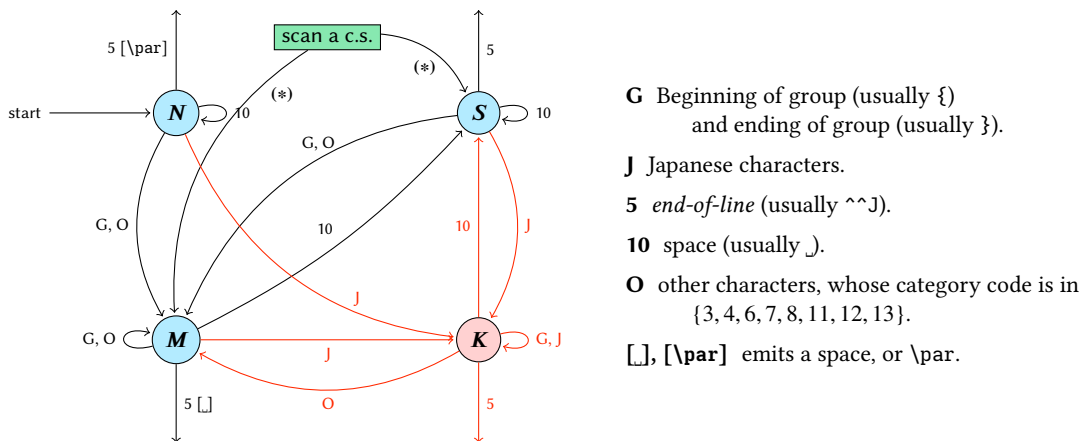 scan a c.s.
5 [\par]
5
(∗)
(∗)
start
N
10
S
10
G, O
G, O
J
10
10
J
J
G, O
M
J
K
G, J
O
5 [␣]
5
G Beginning of group (usually {)
and ending of group (usually }).
J Japanese characters.
5 end-of-line (usually ^^J).
10 space (usually ␣).
O other characters, whose category code is in
{3, 4, 6, 7, 8, 11, 12, 13}.
[␣], [\par] emits a space, or \par.